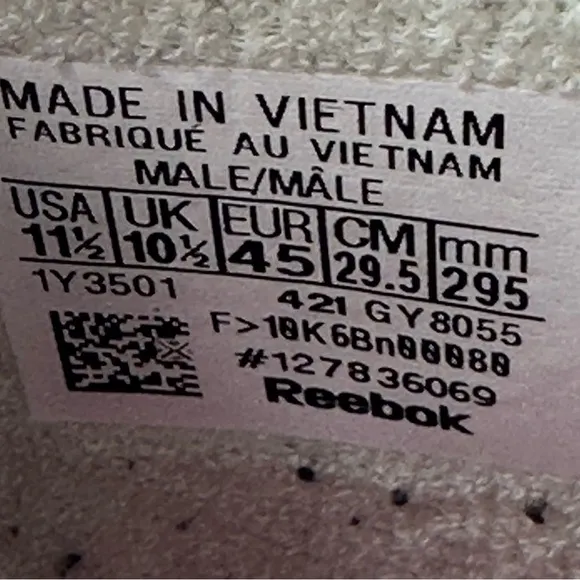 MADE IN VIETNAM
FABRIQUÉ AU VIETNAM
MALE/MÂLE
USA UK EUR CM mm
11½ 10½ 45 29.5 295
1Y3501 421 GY8055
F>10K6Bn00080
#127836069
Reebok